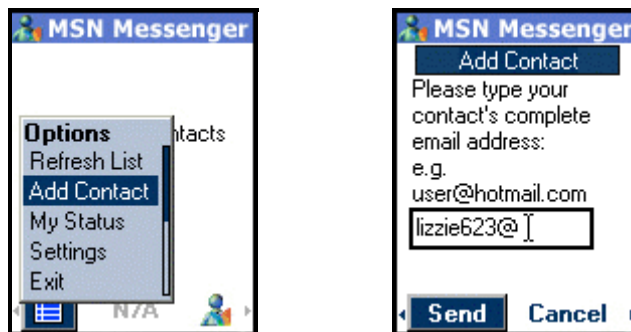 MSN Messenger
Options
ntacts
Refresh List
Add Contact
My Status
Settings
Exit
N/A
MSN Messenger
Add Contact
Please type your
contact's complete
email address:
e.g.
user@hotmail.com
lizzie623@
Send Cancel